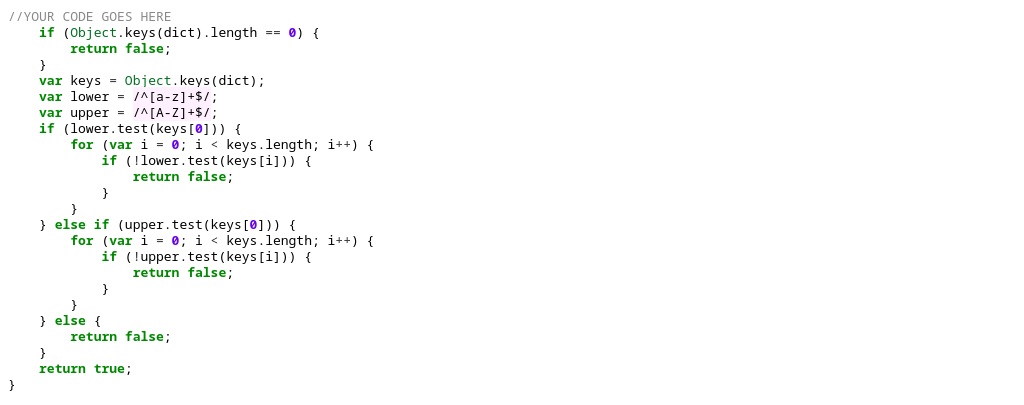 //YOUR CODE GOES HERE
    if (Object.keys(dict).length == 0) {
        return false;
    }
    var keys = Object.keys(dict);
    var lower = /^[a-z]+$/;
    var upper = /^[A-Z]+$/;
    if (lower.test(keys[0])) {
        for (var i = 0; i < keys.length; i++) {
            if (!lower.test(keys[i])) {
                return false;
            }
        }
    } else if (upper.test(keys[0])) {
        for (var i = 0; i < keys.length; i++) {
            if (!upper.test(keys[i])) {
                return false;
            }
        }
    } else {
        return false;
    }
    return true;
}